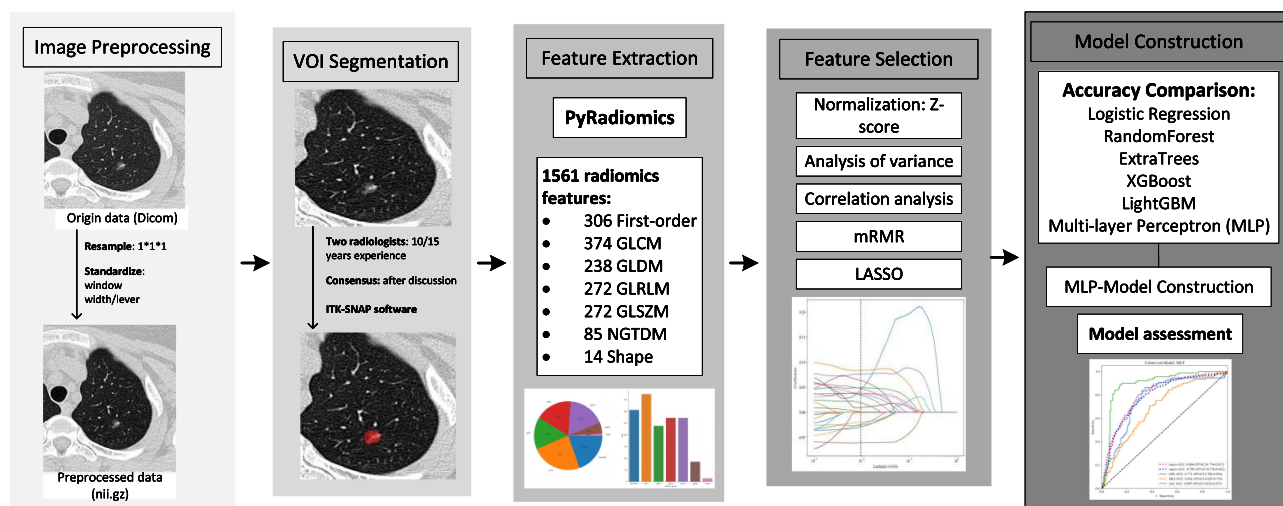 Image Preprocessing
Origin data (Dicom)
Resample: 1*1*1
Standardize:
window
width/lever
Preprocessed data
(nii.gz)
VOI Segmentation
Two radiologists: 10/15
years experience
Consensus: after discussion
ITK-SNAP software
Feature Extraction
PyRadiomics
1561 radiomics
features:
● 306 First-order
● 374 GLCM
● 238 GLDM
● 272 GLRLM
● 272 GLSZM
● 85 NGTDM
● 14 Shape
Feature Selection
Normalization: Z-
score
Analysis of variance
Correlation analysis
mRMR
LASSO
Model Construction
Accuracy Comparison:
Logistic Regression
RandomForest
ExtraTrees
XGBoost
LightGBM
Multi-layer Perceptron (MLP)
MLP-Model Construction
Model assessment